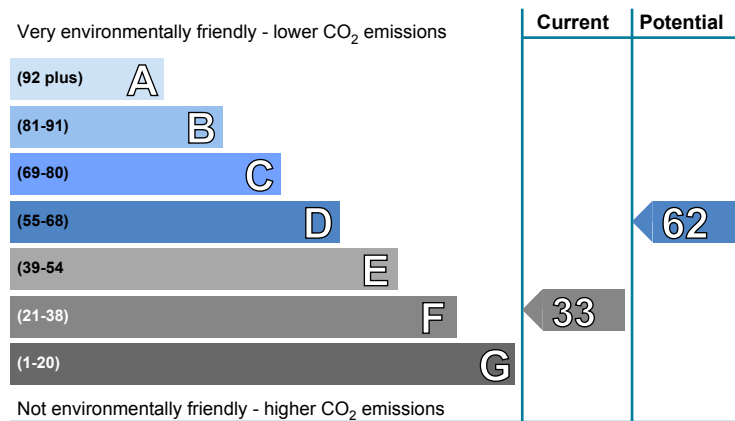 Current Potential
Very environmentally friendly - lower CO₂ emissions
(92 plus) A
(81-91) B
(69-80) C
(55-68) D 62
(39-54 E
(21-38) F 33
(1-20) G
Not environmentally friendly - higher CO₂ emissions